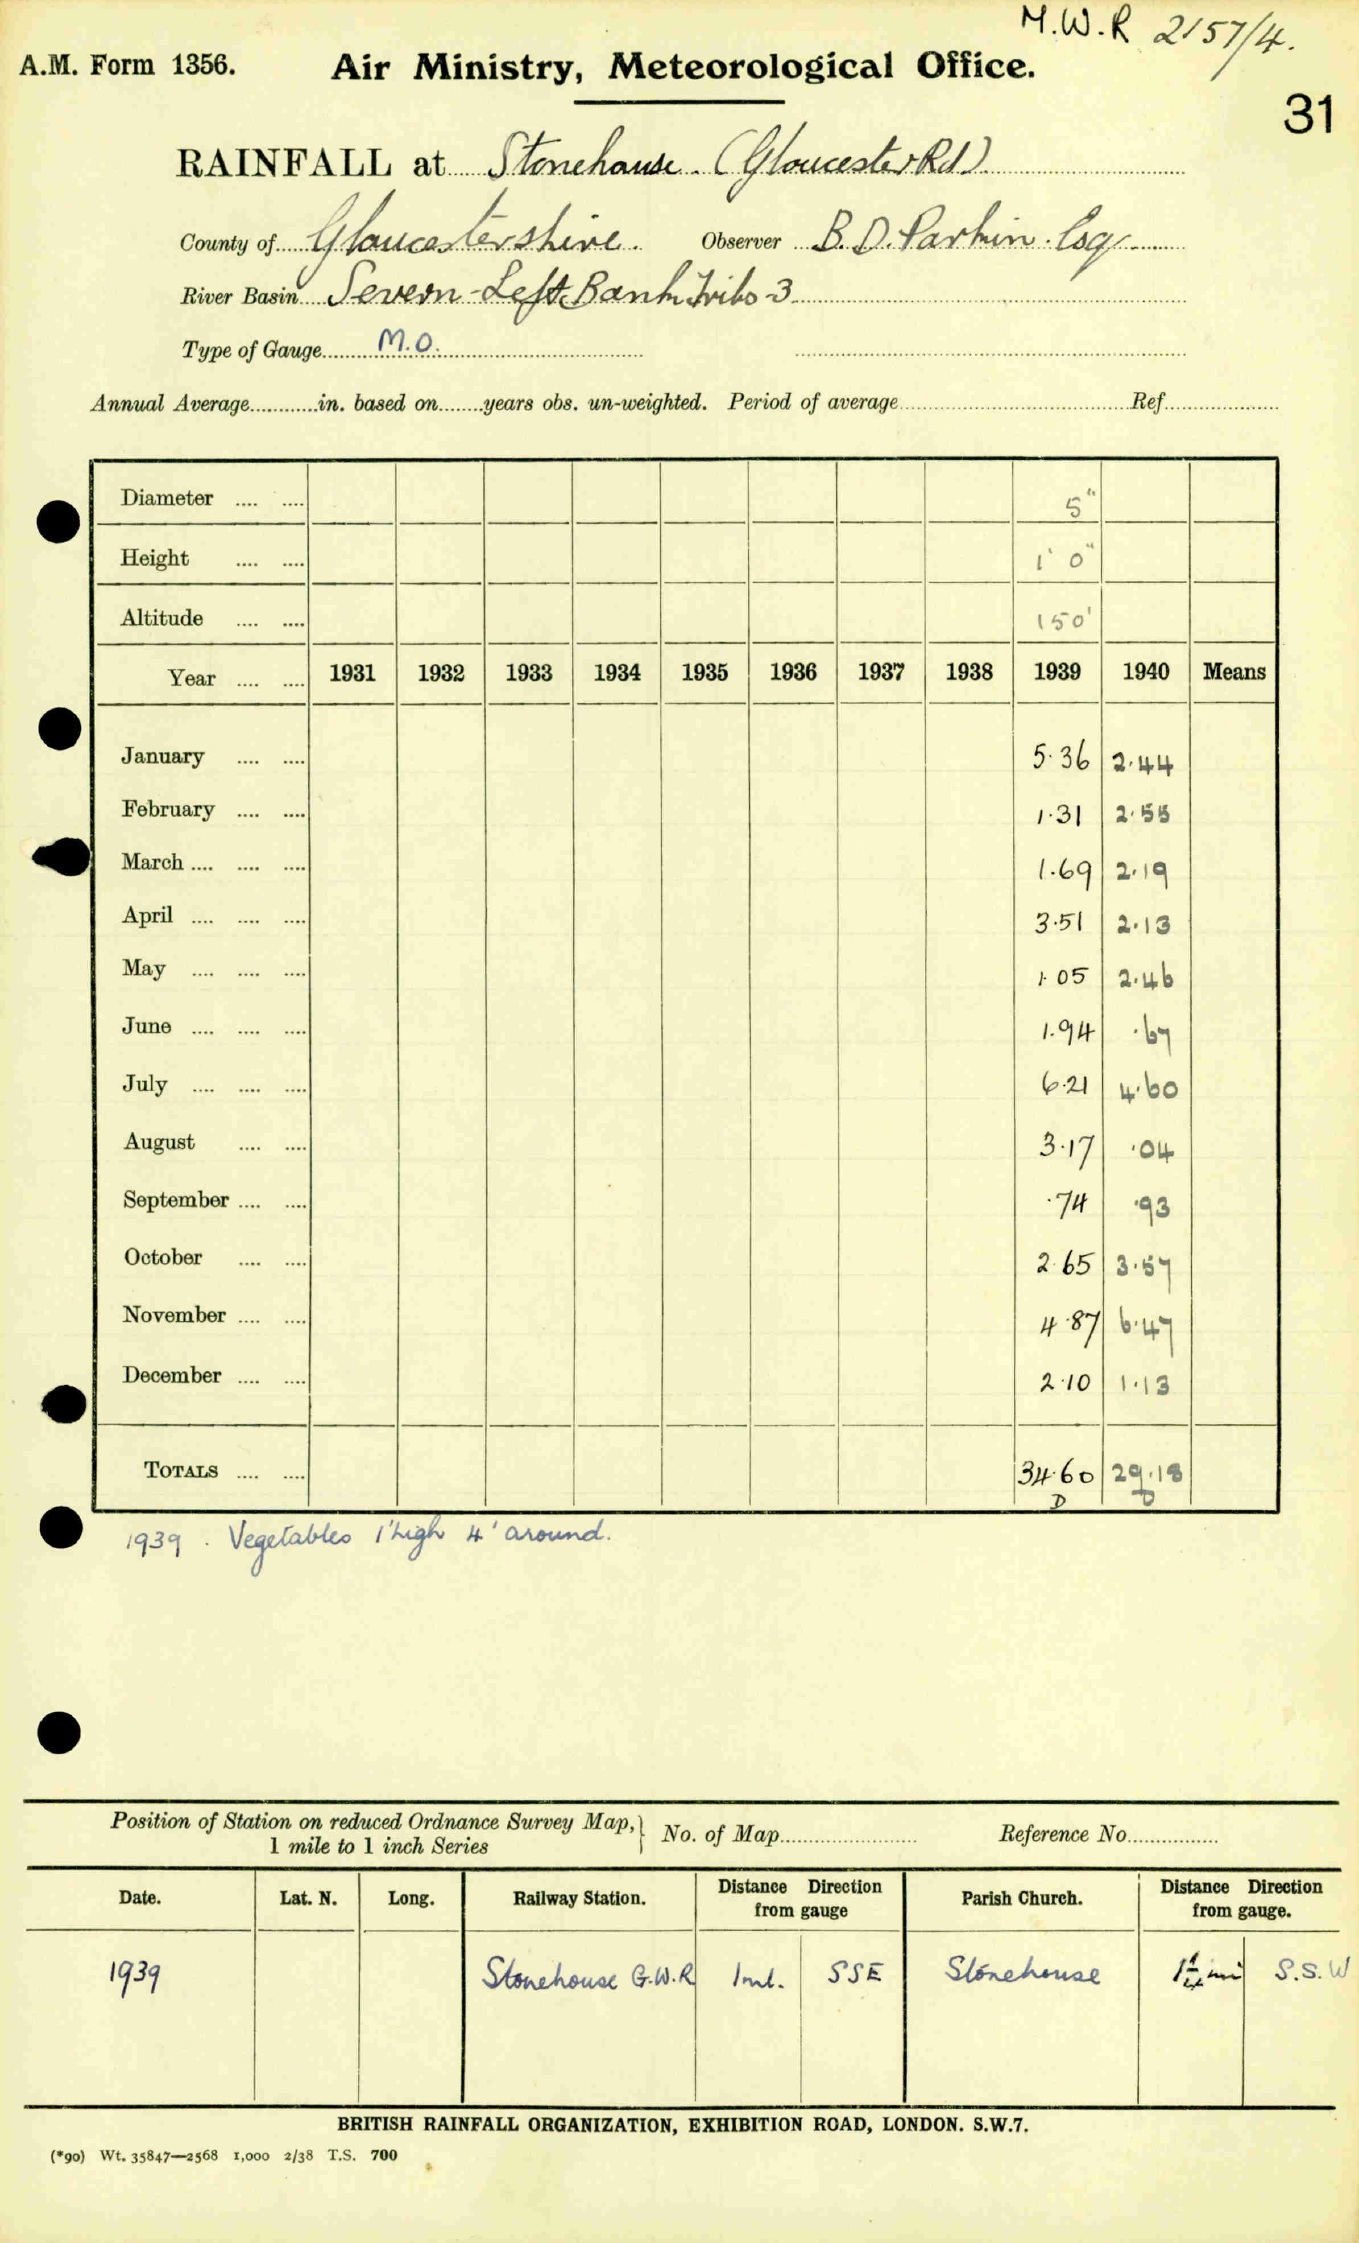 M.W.R 2157/4.
A.M. Form 1356. Air Ministry, Meteorological Office.
31
RAINFALL at Stonehouse. (Gloucester Rd)
County of Gloucestershire. Observer B. D. Parkin. Esq
River Basin Severn - Left Bank Tribs - 3
Type of Gauge M.O.
Annual Average in. based on years obs. un-weighted. Period of average Ref
Diameter 5"
Height 1' 0"
Altitude 150'
Year 1931 1932 1933 1934 1935 1936 1937 1938 1939 1940 Means
January 5.36 2.44
February 1.31 2.55
March 1.69 2.19
April 3.51 2.13
May 1.05 2.46
June 1.94 .67
July 6.21 4.60
August 3.17 .04
September .74 .93
October 2.65 3.57
November 4.87 6.47
December 2.10 1.13
TOTALS 34.60 29.18
D D
1939. Vegetables 1' high 4' around.
Position of Station on reduced Ordnance Survey Map, 1 mile to 1 inch Series } No. of Map Reference No.
Date. Lat. N. Long. Railway Station. Distance Direction from gauge Parish Church. Distance Direction from gauge.
1939 Stonehouse G.W.R 1 ml. SSE Stonehouse 1¼ mi S.S.W
BRITISH RAINFALL ORGANIZATION, EXHIBITION ROAD, LONDON. S.W.7.
(*90) Wt. 35847—2568 1,000 2/38 T.S. 700